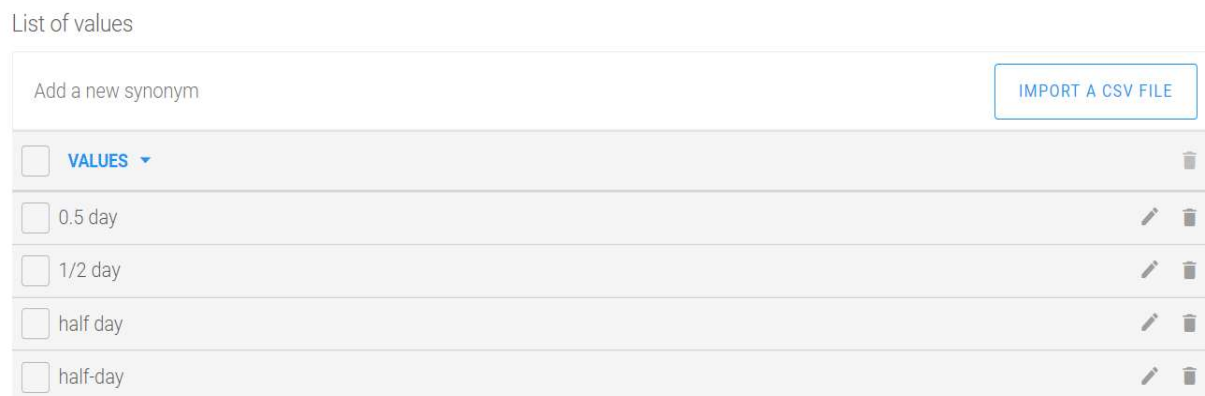 List of values
Add a new synonym
IMPORT A CSV FILE
VALUES
0.5 day
1/2 day
half day
half-day